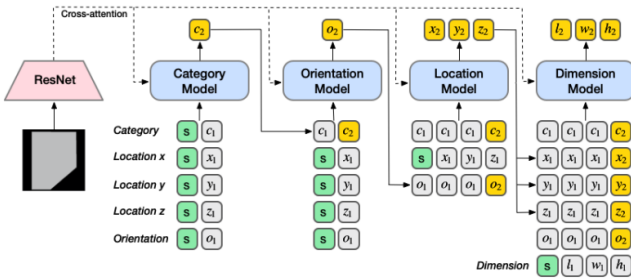 Cross-attention
c₂ o₂ x₂ y₂ z₂ l₂ w₂ h₂
ResNet Category Model Orientation Model Location Model Dimension Model
Category s c₁ c₁ c₂ c₁ c₁ c₁ c₂ c₁ c₁ c₁ c₂
Location x s x₁ s x₁ s x₁ y₁ z₁ x₁ x₁ x₁ x₂
Location y s y₁ s y₁ o₁ o₁ o₁ o₂ y₁ y₁ y₁ y₂
Location z s z₁ s z₁ z₁ z₁ z₁ z₂
Orientation s o₁ s o₁ o₁ o₁ o₁ o₂
Dimension s l₁ w₁ h₁